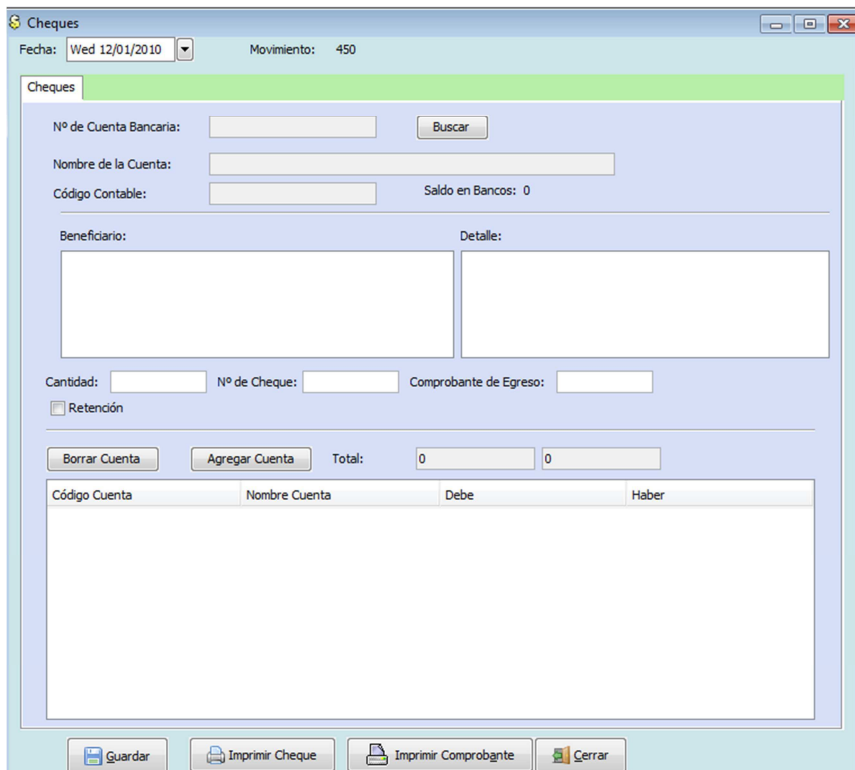 Cheques
Fecha: Wed 12/01/2010 Movimiento: 450
Cheques
Nº de Cuenta Bancaria: Buscar
Nombre de la Cuenta:
Código Contable: Saldo en Bancos: 0
Beneficiario: Detalle:
Cantidad: Nº de Cheque: Comprobante de Egreso:
Retención
Borrar Cuenta Agregar Cuenta Total: 0 0
Código Cuenta Nombre Cuenta Debe Haber
Guardar Imprimir Cheque Imprimir Comprobante Cerrar